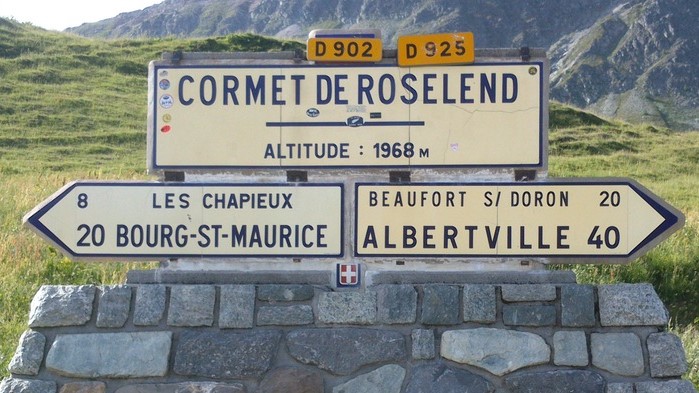 D 902 D 925
CORMET DE ROSELEND
ALTITUDE : 1968 M
8 LES CHAPIEUX
20 BOURG-ST-MAURICE
BEAUFORT S/ DORON 20
ALBERTVILLE 40